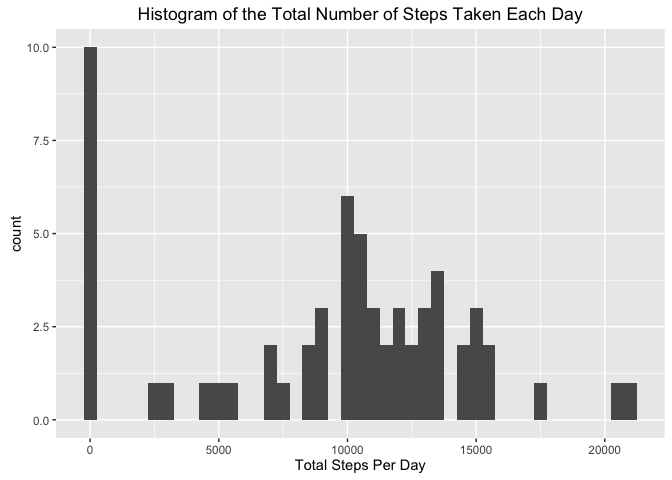 Histogram of the Total Number of Steps Taken Each Day
10.0
7.5
5.0
2.5
0.0
count
0 5000 10000 15000 20000
Total Steps Per Day